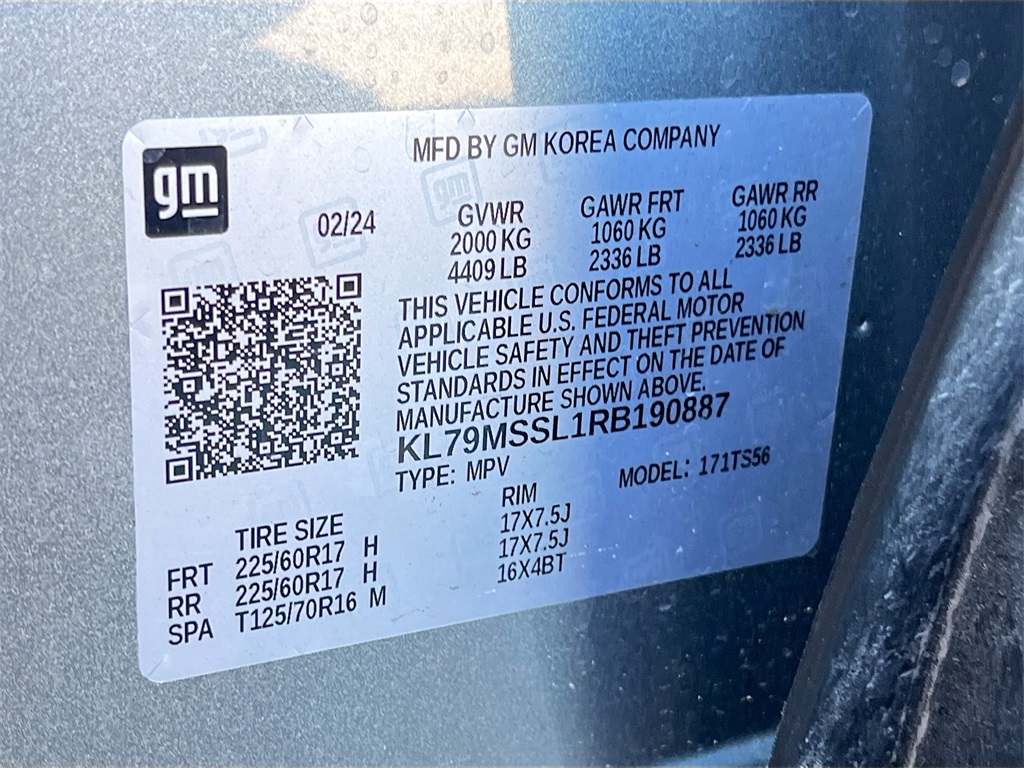 MFD BY GM KOREA COMPANY
gm
02/24
GVWR GAWR FRT GAWR RR
2000 KG 1060 KG 1060 KG
4409 LB 2336 LB 2336 LB
THIS VEHICLE CONFORMS TO ALL
APPLICABLE U.S. FEDERAL MOTOR
VEHICLE SAFETY AND THEFT PREVENTION
STANDARDS IN EFFECT ON THE DATE OF
MANUFACTURE SHOWN ABOVE.
KL79MSSL1RB190887
TYPE: MPV MODEL: 171TS56
TIRE SIZE RIM
FRT 225/60R17 H 17X7.5J
RR 225/60R17 H 17X7.5J
SPA T125/70R16 M 16X4BT